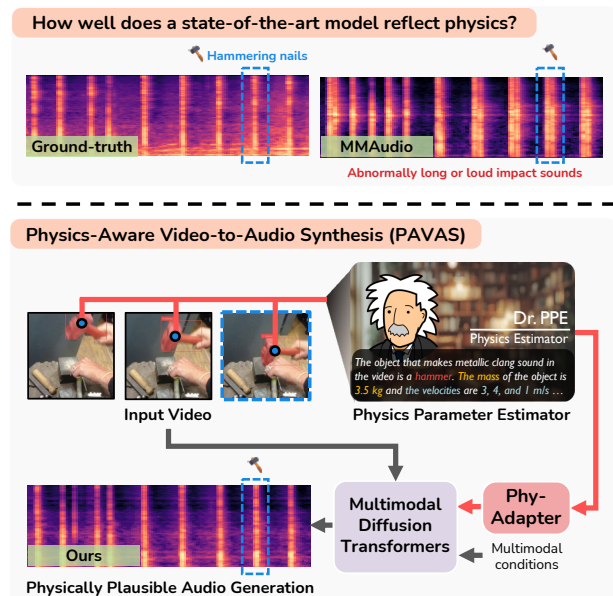 How well does a state-of-the-art model reflect physics?
Hammering nails
Ground-truth
MMAudio
Abnormally long or loud impact sounds
Physics-Aware Video-to-Audio Synthesis (PAVAS)
Dr. PPE
Physics Estimator
The object that makes metallic clang sound in
the video is a hammer. The mass of the object is
3.5 kg and the velocities are 3, 4, and 1 m/s ...
Input Video
Physics Parameter Estimator
Ours
Multimodal
Diffusion
Transformers
Phy-
Adapter
Multimodal
conditions
Physically Plausible Audio Generation